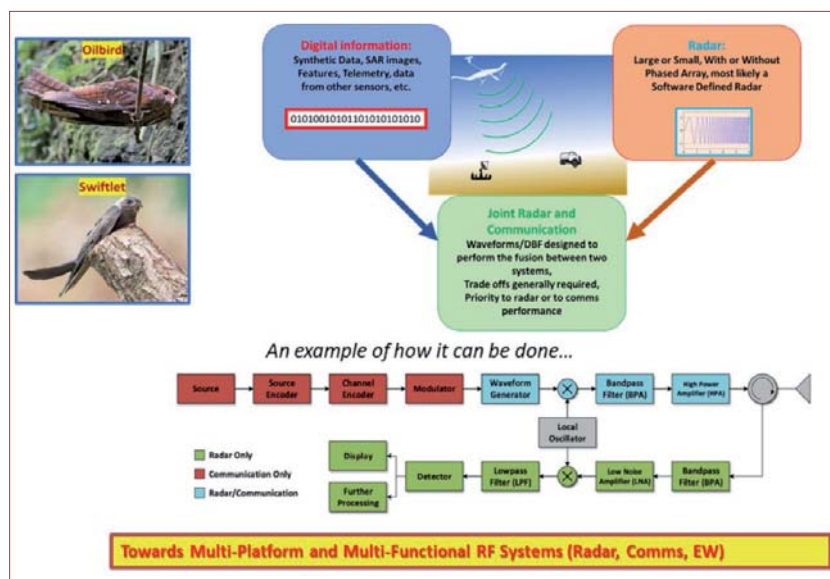 Oilbird
Swiftlet
Digital information:
Synthetic Data, SAR images,
Features, Telemetry, data
from other sensors, etc.
01010010101101010101010
Radar:
Large or Small, With or Without
Phased Array, most likely a
Software Defined Radar
Joint Radar and
Communication
Waveforms/DBF designed to
perform the fusion between two
systems,
Trade offs generally required,
Priority to radar or to comms
performance
An example of how it can be done...
Source
Source
Encoder
Channel
Encoder
Modulator
Waveform
Generator
Bandpass
Filter (BPA)
High Power
Amplifier (HPA)
Local
Oscillator
Radar Only
Communication Only
Radar/Communication
Display
Further
Processing
Detector
Lowpass
Filter (LPF)
Low Noise
Amplifier (LNA)
Bandpass
Filter (BPA)
Towards Multi-Platform and Multi-Functional RF Systems (Radar, Comms, EW)